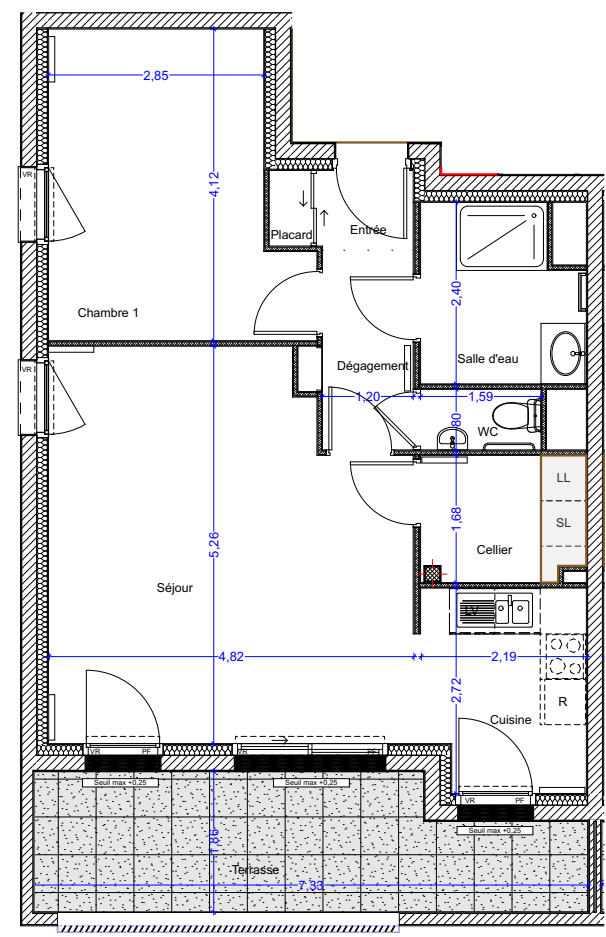 2,85
4,12
VR
Placard
Entrée
2,40
Chambre 1
Salle d'eau
Dégagement
VR
1,20
1,59
80
WC
LL
SL
1,68
Cellier
5,26
Séjour
LV
4,82
2,19
2,72
R
Cuisine
VR
PF
VR
PF
Seuil max +0,25
Seuil max +0,25
VR
PF
Seuil max +0,25
1,86
Terrasse
7,33